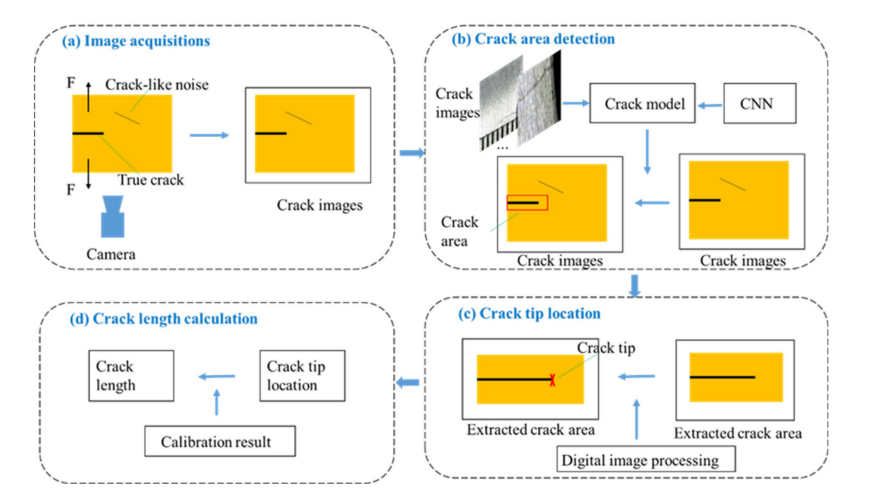 (a) Image acquisitions
F
Crack-like noise
True crack
F
Camera
Crack images
(b) Crack area detection
Crack
images
...
Crack model
CNN
Crack
area
Crack images
Crack images
(c) Crack tip location
Crack tip
Extracted crack area
Extracted crack area
Digital image processing
(d) Crack length calculation
Crack
length
Crack tip
location
Calibration result